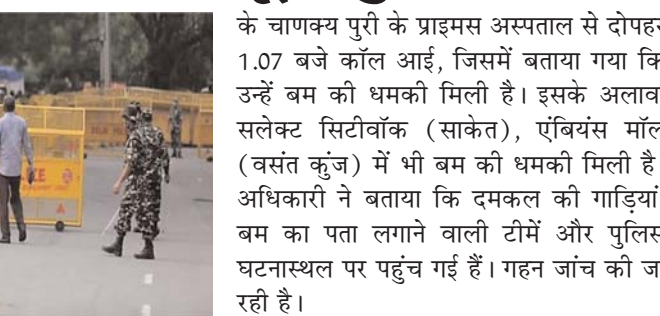 के चाणक्य पुरी के प्राइमस अस्पताल से दोपहर
1.07 बजे कॉल आई, जिसमें बताया गया कि
उन्हें बम की धमकी मिली है। इसके अलाव
सलेक्ट सिटीवॉक (साकेत), एंबियंस मॉल
(वसंत कुंज) में भी बम की धमकी मिली है
अधिकारी ने बताया कि दमकल की गाड़ियां
बम का पता लगाने वाली टीमें और पुलिस
घटनास्थल पर पहुंच गई हैं। गहन जांच की ज
रही है।